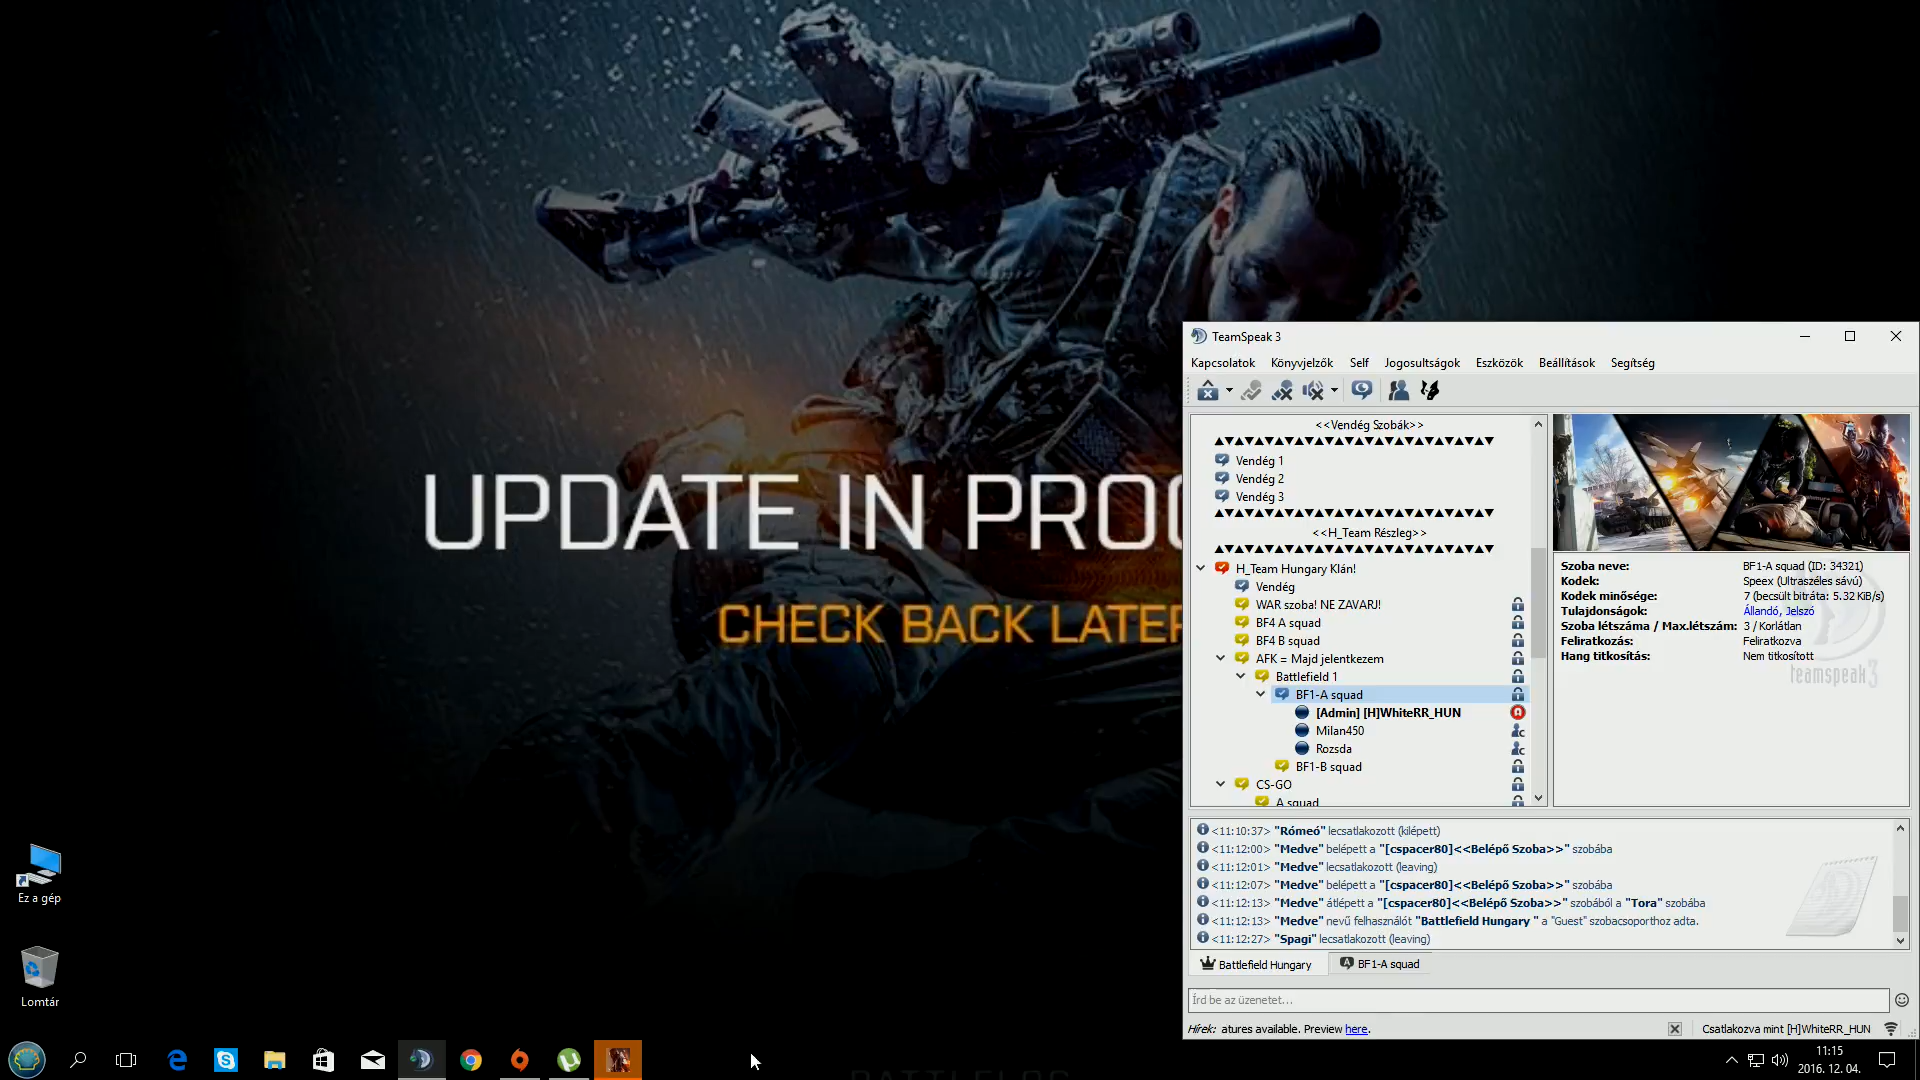 UPDATE IN PROG
CHECK BACK LATER
Ez a gép
Lomtár
TeamSpeak 3
Kapcsolatok Könyvjelzők Self Jogosultságok Eszközök Beállítások Segítség
<<Vendég Szobák>>
▲▼▲▼▲▼▲▼▲▼▲▼▲▼▲▼▲▼▲▼▲▼▲▼▲▼▲▼
Vendég 1
Vendég 2
Vendég 3
▲▼▲▼▲▼▲▼▲▼▲▼▲▼▲▼▲▼▲▼▲▼▲▼▲▼▲▼
<<H_Team Részleg>>
▲▼▲▼▲▼▲▼▲▼▲▼▲▼▲▼▲▼▲▼▲▼▲▼▲▼▲▼
H_Team Hungary Klán!
Vendég
WAR szoba! NE ZAVARJ!
BF4 A squad
BF4 B squad
AFK = Majd jelentkezem
Battlefield 1
BF1-A squad
[Admin] [H]WhiteRR_HUN
Milan450
Rozsda
BF1-B squad
CS-GO
A squad
Szoba neve: BF1-A squad (ID: 34321)
Kodek: Speex (Ultraszéles sávú)
Kodek minősége: 7 (becsült bitráta: 5.32 KiB/s)
Tulajdonságok: Állandó, Jelszó
Szoba létszáma / Max.létszám: 3 / Korlátlan
Feliratkozás: Feliratkozva
Hang titkosítás: Nem titkosított
teamspeak3
<11:10:37> "Rómeó" lecsatlakozott (kilépett)
<11:12:00> "Medve" belépett a "[cspacer80]<<Belépő Szoba>>" szobába
<11:12:01> "Medve" lecsatlakozott (leaving)
<11:12:07> "Medve" belépett a "[cspacer80]<<Belépő Szoba>>" szobába
<11:12:13> "Medve" átlépett a "[cspacer80]<<Belépő Szoba>>" szobából a "Tora" szobába
<11:12:13> "Medve" nevű felhasználót "Battlefield Hungary " a "Guest" szobacsoporthoz adta.
<11:12:27> "Spagi" lecsatlakozott (leaving)
Battlefield Hungary BF1-A squad
Írd be az üzenetet...
Hírek: atures available. Preview here. Csatlakozva mint [H]WhiteRR_HUN
BATTLELOG
11:15
2016. 12. 04.